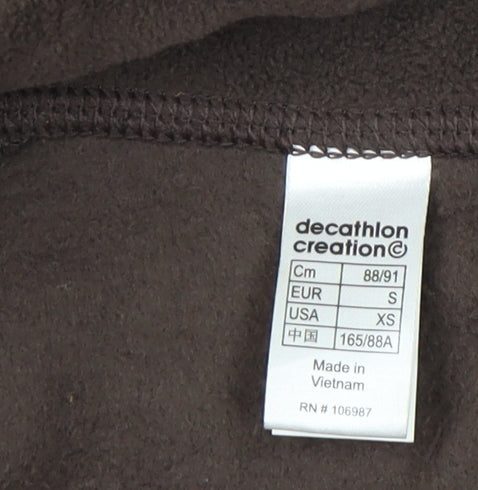 decathlon
creation©
Cm 88/91
EUR S
USA XS
中国 165/88A
Made in
Vietnam
RN # 106987